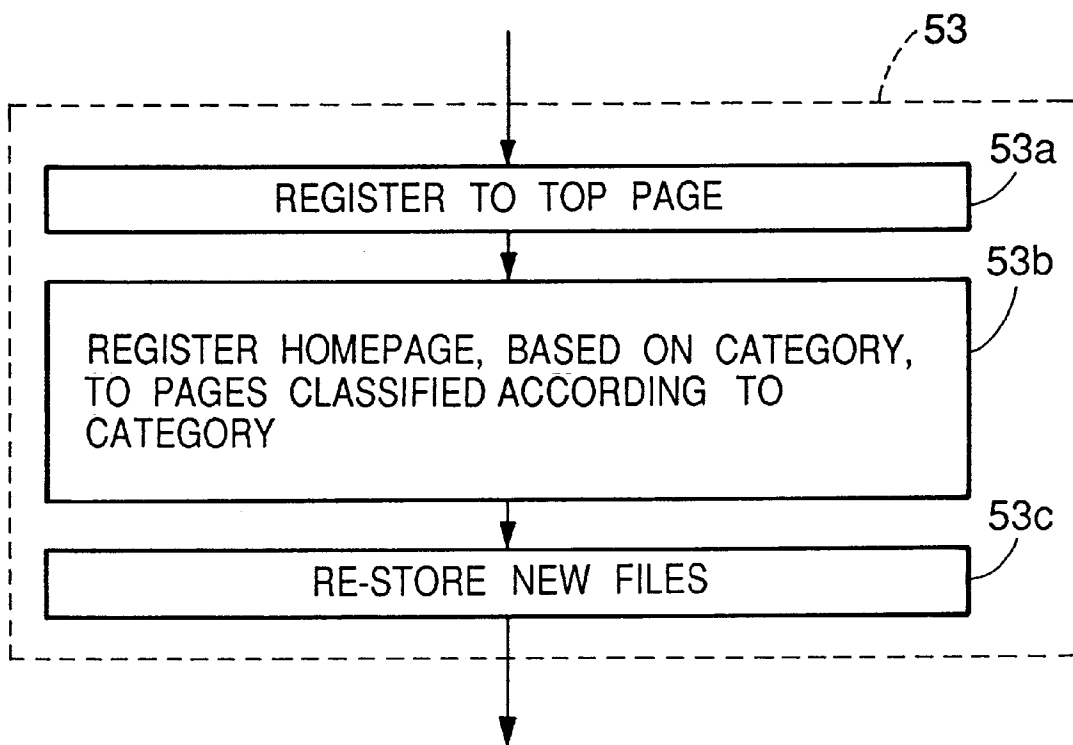 53
53a
REGISTER TO TOP PAGE
53b
REGISTER HOMEPAGE, BASED ON CATEGORY,
TO PAGES CLASSIFIED ACCORDING TO
CATEGORY
53c
RE-STORE NEW FILES